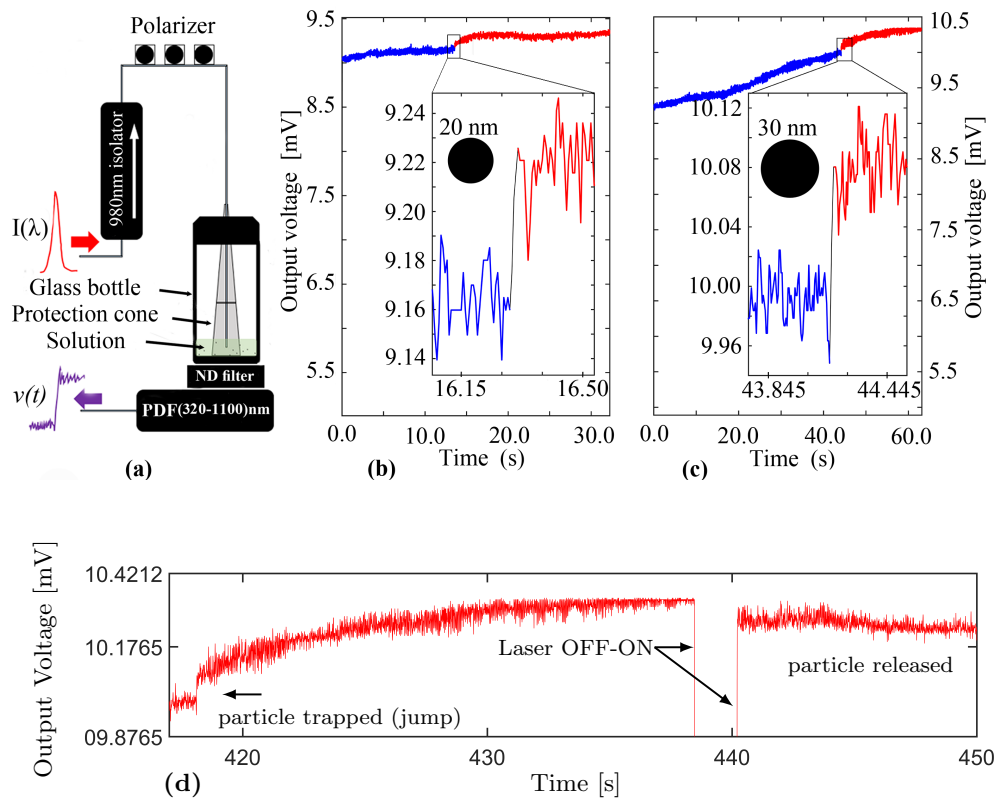 Polarizer
980nm isolator
I(λ)
Glass bottle
Protection cone
Solution
ND filter
v(t)
PDF(320-1100)nm
(a)
9.5
8.5
7.5
6.5
5.5
Output voltage [mV]
20 nm
9.24
9.22
9.20
9.18
9.16
9.14
16.15
16.50
0.0
10.0
20.0
30.0
(b)
Time (s)
30 nm
10.12
10.08
10.04
10.00
9.96
43.845
44.445
0.0
20.0
40.0
60.0
(c)
Time (s)
10.5
9.5
8.5
7.5
6.5
5.5
Output voltage [mV]
10.4212
10.1765
09.8765
Output Voltage [mV]
Laser OFF-ON
particle released
particle trapped (jump)
420
430
440
450
(d)
Time [s]